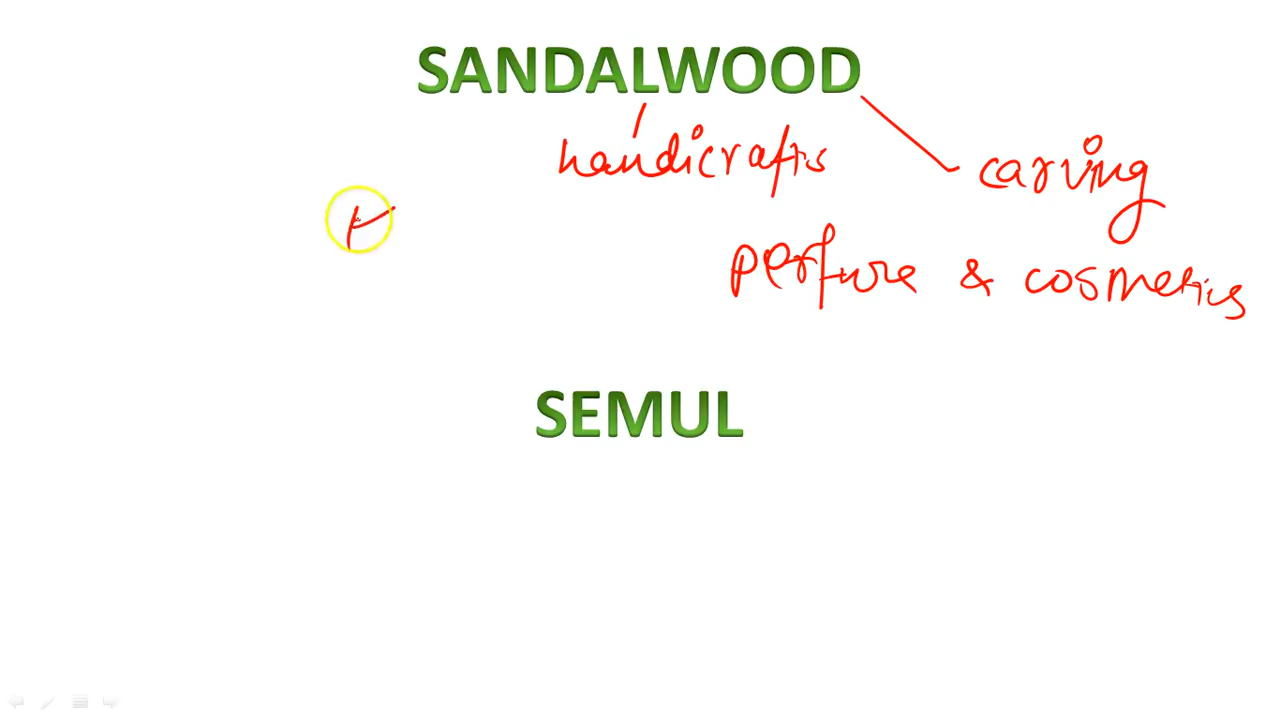 SANDALWOOD
handicrafts
carving
perfume & cosmetics
SEMUL